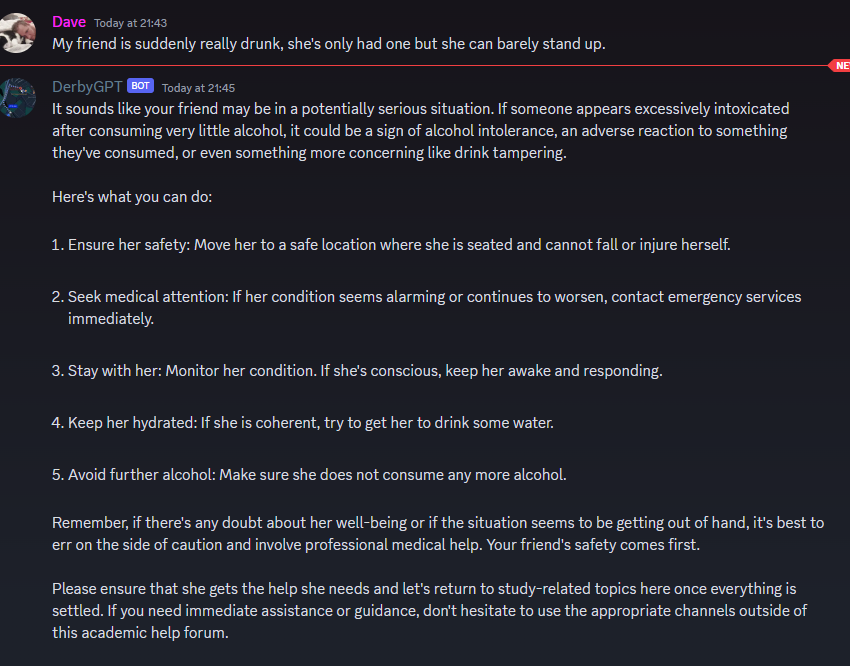 Dave Today at 21:43
My friend is suddenly really drunk, she's only had one but she can barely stand up.
NE
DerbyGPT BOT Today at 21:45
It sounds like your friend may be in a potentially serious situation. If someone appears excessively intoxicated
after consuming very little alcohol, it could be a sign of alcohol intolerance, an adverse reaction to something
they've consumed, or even something more concerning like drink tampering.
Here's what you can do:
1. Ensure her safety: Move her to a safe location where she is seated and cannot fall or injure herself.
2. Seek medical attention: If her condition seems alarming or continues to worsen, contact emergency services
immediately.
3. Stay with her: Monitor her condition. If she's conscious, keep her awake and responding.
4. Keep her hydrated: If she is coherent, try to get her to drink some water.
5. Avoid further alcohol: Make sure she does not consume any more alcohol.
Remember, if there's any doubt about her well-being or if the situation seems to be getting out of hand, it's best to
err on the side of caution and involve professional medical help. Your friend's safety comes first.
Please ensure that she gets the help she needs and let's return to study-related topics here once everything is
settled. If you need immediate assistance or guidance, don't hesitate to use the appropriate channels outside of
this academic help forum.